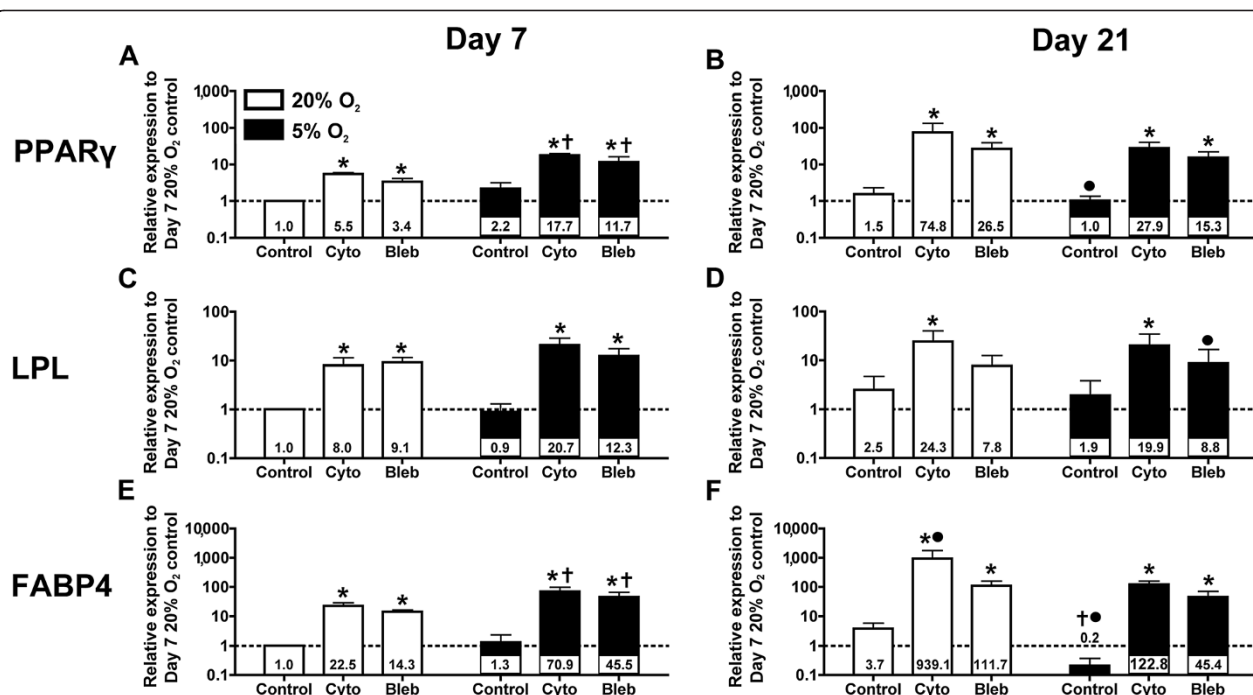 Day 7
Day 21
PPARγ
A
Relative expression to
Day 7 20% O₂ control
1,000
100
10
1
0.1
20% O₂
5% O₂
* * *† *†
1.0 5.5 3.4 2.2 17.7 11.7
Control Cyto Bleb Control Cyto Bleb
B
Relative expression to
Day 7 20% O₂ control
1,000
100
10
1
0.1
* * ● * *
1.5 74.8 26.5 1.0 27.9 15.3
Control Cyto Bleb Control Cyto Bleb
LPL
C
Relative expression to
Day 7 20% O₂ control
100
10
1
0.1
* * * *
1.0 8.0 9.1 0.9 20.7 12.3
Control Cyto Bleb Control Cyto Bleb
D
Relative expression to
Day 7 20% O₂ control
100
10
1
0.1
* * ●
2.5 24.3 7.8 1.9 19.9 8.8
Control Cyto Bleb Control Cyto Bleb
FABP4
E
Relative expression to
Day 7 20% O₂ control
10,000
1,000
100
10
1
0.1
* * *† *†
1.0 22.5 14.3 1.3 70.9 45.5
Control Cyto Bleb Control Cyto Bleb
F
Relative expression to
Day 7 20% O₂ control
10,000
1,000
100
10
1
0.1
*● * †● * *
3.7 939.1 111.7 0.2 122.8 45.4
Control Cyto Bleb Control Cyto Bleb